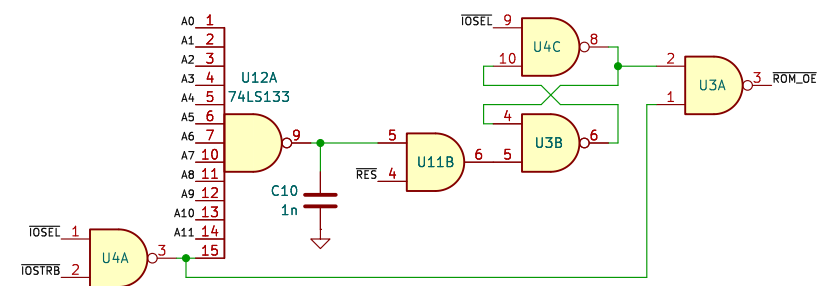 A0 1
A1 2
A2 3
A3 4
A4 5
A5 6
A6 7
A7 10
A8 11
A9 12
A10 13
A11 14
15
U12A
74LS133
9
IOSEL 1
IOSTRB 2
U4A
3
C10
1n
5
RES 4
U11B
6
IOSEL 9
10
U4C
8
4
5
U3B
6
2
1
U3A
3
ROM_OE